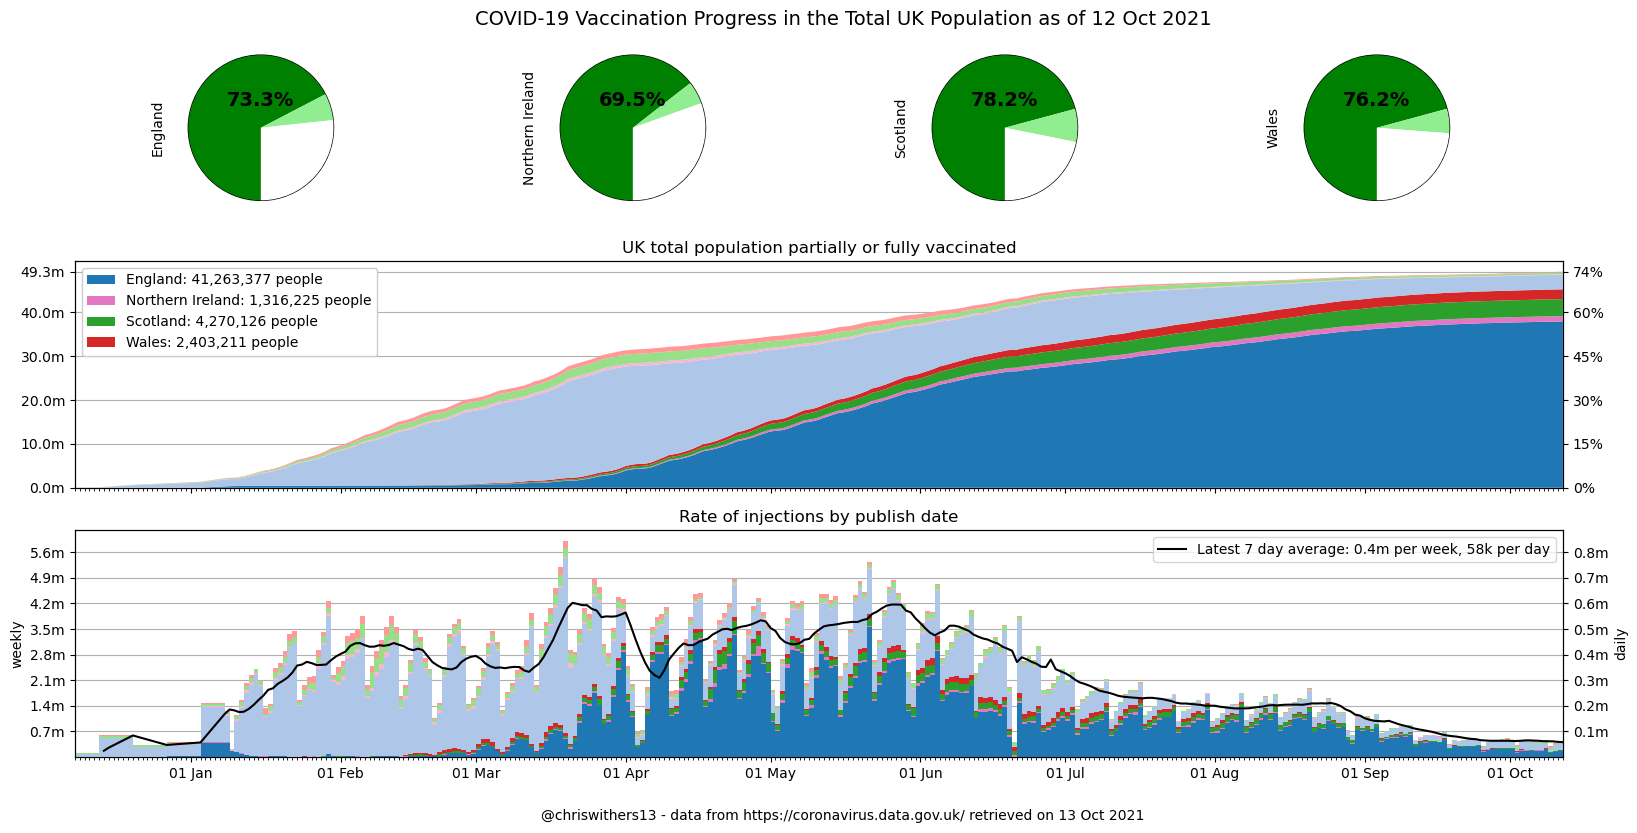 COVID-19 Vaccination Progress in the Total UK Population as of 12 Oct 2021
England
73.3%
Northern Ireland
69.5%
Scotland
78.2%
Wales
76.2%
UK total population partially or fully vaccinated
49.3m
40.0m
30.0m
20.0m
10.0m
0.0m
England: 41,263,377 people
Northern Ireland: 1,316,225 people
Scotland: 4,270,126 people
Wales: 2,403,211 people
74%
60%
45%
30%
15%
0%
Rate of injections by publish date
weekly
5.6m
4.9m
4.2m
3.5m
2.8m
2.1m
1.4m
0.7m
Latest 7 day average: 0.4m per week, 58k per day
0.8m
0.7m
0.6m
0.5m
0.4m
0.3m
0.2m
0.1m
daily
01 Jan 01 Feb 01 Mar 01 Apr 01 May 01 Jun 01 Jul 01 Aug 01 Sep 01 Oct
@chriswithers13 - data from https://coronavirus.data.gov.uk/ retrieved on 13 Oct 2021